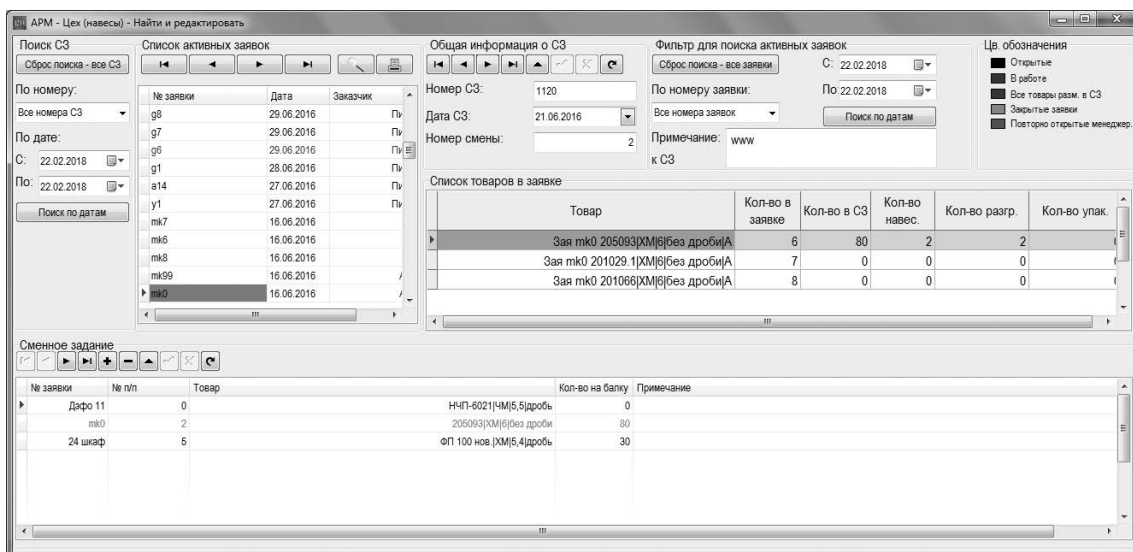 АРМ - Цех (навесы) - Найти и редактировать
Поиск СЗ
Сброс поиска - все СЗ
По номеру:
Все номера СЗ
По дате:
С: 22.02.2018
По: 22.02.2018
Поиск по датам
Список активных заявок
№ заявки Дата Заказчик
g8 29.06.2016 Пи
g7 29.06.2016 Пи
g6 29.06.2016 Пи
g1 28.06.2016 Пи
a14 27.06.2016 Пи
y1 27.06.2016 Пи
mk7 16.06.2016
mk6 16.06.2016
mk8 16.06.2016
mk99 16.06.2016
mk0 16.06.2016
Общая информация о СЗ
Номер СЗ: 1120
Дата СЗ: 21.06.2016
Номер смены: 2
Фильтр для поиска активных заявок
Сброс поиска - все заявки
По номеру заявки:
Все номера заявок
С: 22.02.2018
По 22.02.2018
Поиск по датам
Примечание: www
к СЗ
Цв. обозначения
Открытые
В работе
Все товары разм. в СЗ
Закрытые заявки
Повторно открытые менеджер.
Список товаров в заявке
Товар Кол-во в заявке Кол-во в СЗ Кол-во навес. Кол-во разгр. Кол-во упак.
Зая mk0 205093|ХМ|6|без дроби|А 6 80 2 2
Зая mk0 201029.1|ХМ|6|без дроби|А 7 0 0 0
Зая mk0 201066|ХМ|6|без дроби|А 8 0 0 0
Сменное задание
№ заявки № п/п Товар Кол-во на балку Примечание
Дэфо 11 0 НЧП-6021|ЧМ|5,5|дробь 0
mk0 2 205093|ХМ|6|без дроби 80
24 шкаф 5 ФП 100 нов.|ХМ|5,4|дробь 30